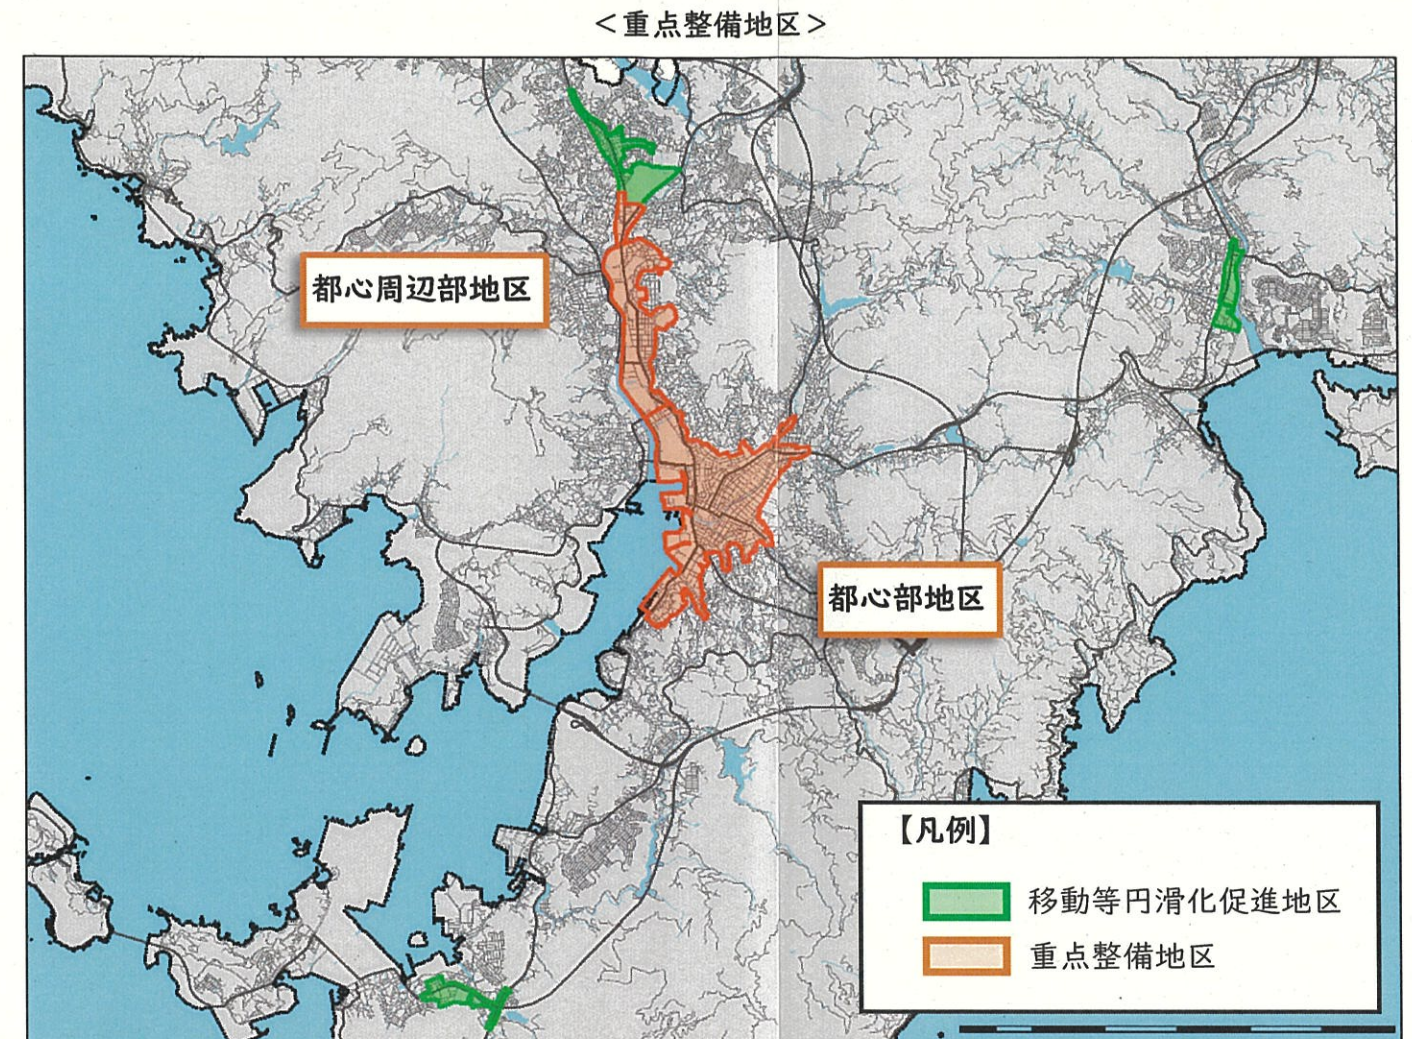 ＜重点整備地区＞
都心周辺部地区
都心部地区
【凡例】
移動等円滑化促進地区
重点整備地区